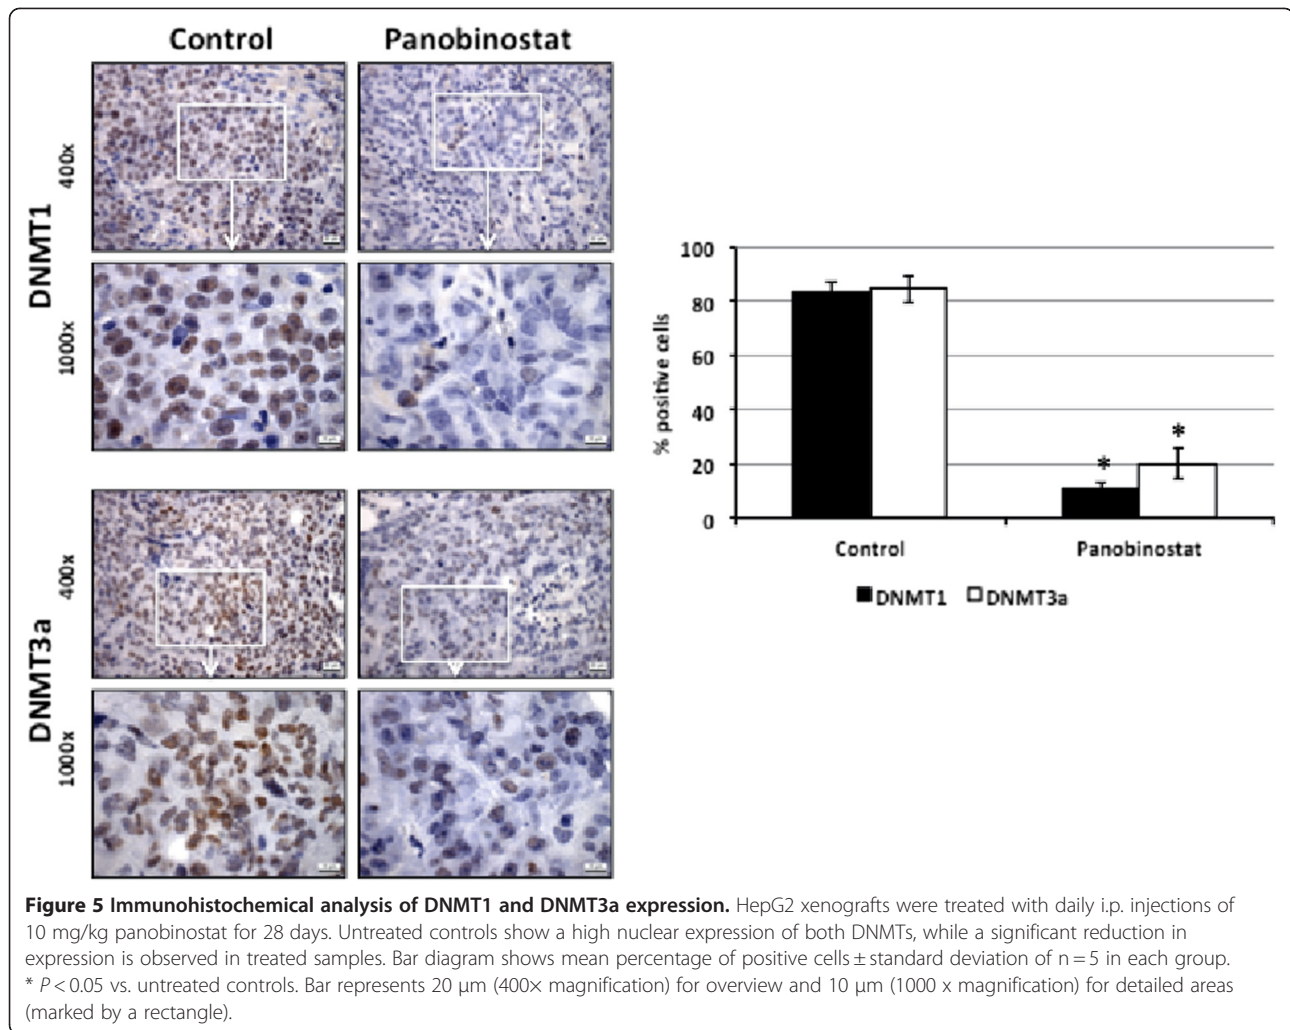 Control Panobinostat
DNMT1
400x
1000x
DNMT3a
400x
1000x
% positive cells
100
80
60
40
20
0
*
*
Control Panobinostat
DNMT1 DNMT3a
Figure 5 Immunohistochemical analysis of DNMT1 and DNMT3a expression. HepG2 xenografts were treated with daily i.p. injections of
10 mg/kg panobinostat for 28 days. Untreated controls show a high nuclear expression of both DNMTs, while a significant reduction in
expression is observed in treated samples. Bar diagram shows mean percentage of positive cells ± standard deviation of n = 5 in each group.
* P < 0.05 vs. untreated controls. Bar represents 20 μm (400× magnification) for overview and 10 μm (1000 x magnification) for detailed areas
(marked by a rectangle).